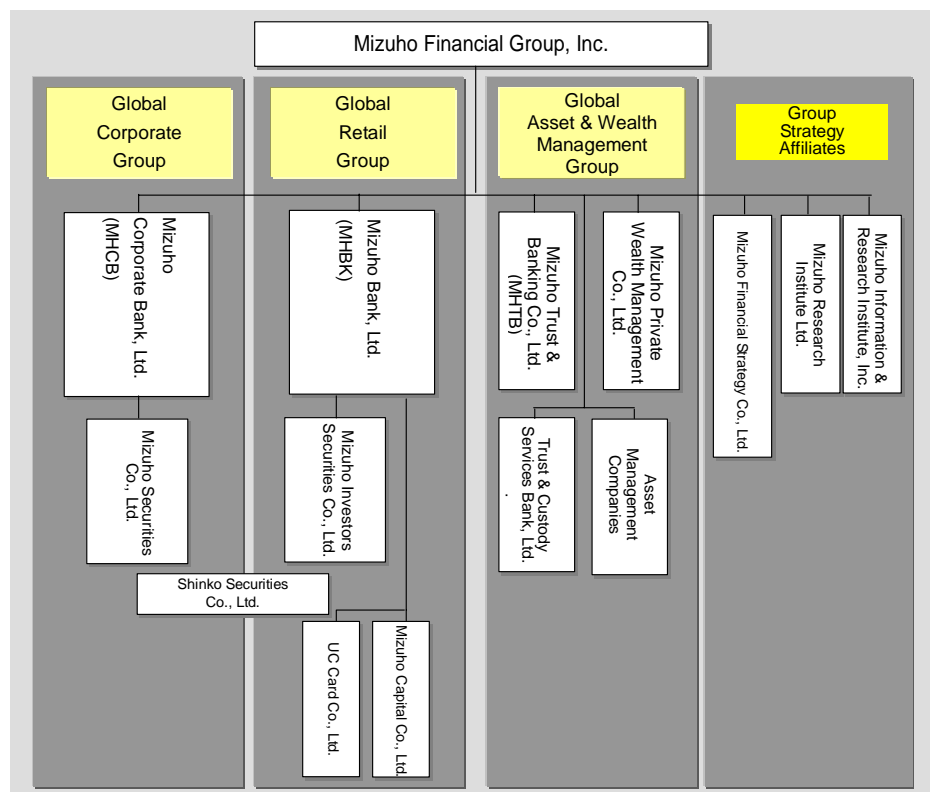 Mizuho Financial Group, Inc.
Global
Corporate
Group
Global
Retail
Group
Global
Asset & Wealth
Management
Group
Group
Strategy
Affiliates
Mizuho
Corporate Bank, Ltd.
(MHCB)
Mizuho Bank, Ltd.
(MHBK)
Mizuho Trust &
Banking Co., Ltd.
(MHTB)
Mizuho Private
Wealth Management
Co., Ltd.
Mizuho Financial Strategy Co., Ltd.
Mizuho Research
Institute Ltd.
Mizuho Information &
Research Institute, Inc.
Mizuho Securities
Co., Ltd.
Mizuho Investors
Securities Co., Ltd.
Trust & Custody
Services Bank, Ltd.
.
Asset
Management
Companies
Shinko Securities
Co., Ltd.
UC Card Co., Ltd.
Mizuho Capital Co., Ltd.